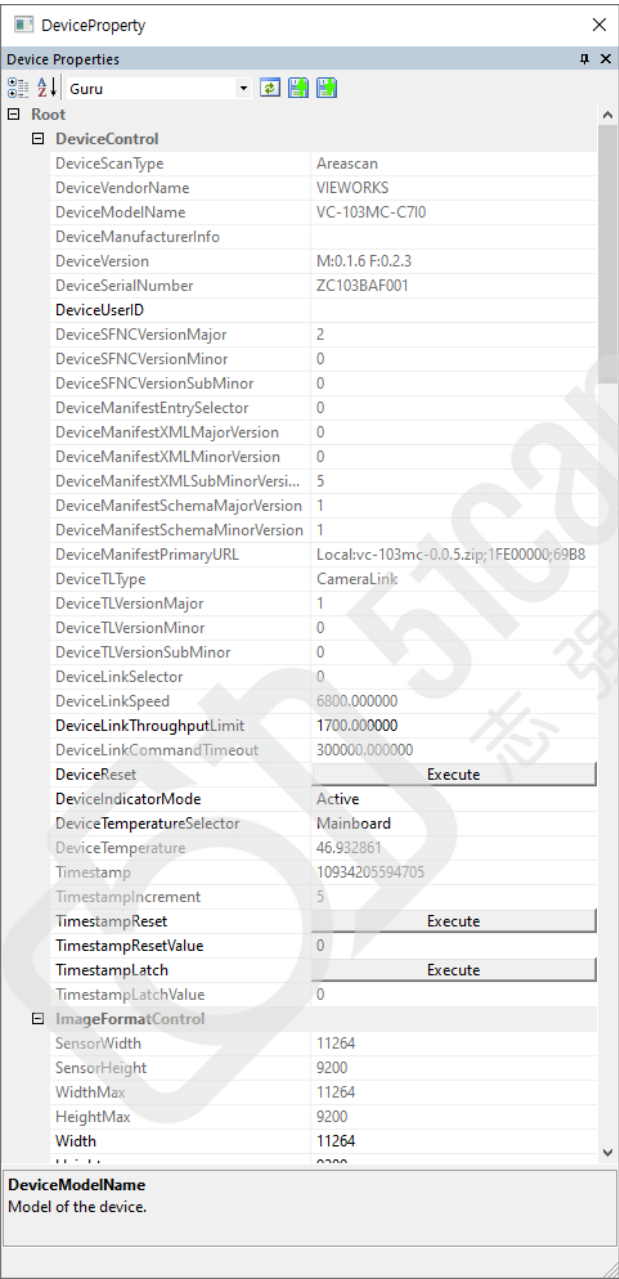 DeviceProperty
Device Properties
Guru
Root
DeviceControl
DeviceScanType Areascan
DeviceVendorName VIEWORKS
DeviceModelName VC-103MC-C7I0
DeviceManufacturerInfo
DeviceVersion M:0.1.6 F:0.2.3
DeviceSerialNumber ZC103BAF001
DeviceUserID
DeviceSFNCVersionMajor 2
DeviceSFNCVersionMinor 0
DeviceSFNCVersionSubMinor 0
DeviceManifestEntrySelector 0
DeviceManifestXMLMajorVersion 0
DeviceManifestXMLMinorVersion 0
DeviceManifestXMLSubMinorVersi... 5
DeviceManifestSchemaMajorVersion 1
DeviceManifestSchemaMinorVersion 1
DeviceManifestPrimaryURL Local:vc-103mc-0.0.5.zip;1FE00000;69B8
DeviceTLType CameraLink
DeviceTLVersionMajor 1
DeviceTLVersionMinor 0
DeviceTLVersionSubMinor 0
DeviceLinkSelector 0
DeviceLinkSpeed 6800.000000
DeviceLinkThroughputLimit 1700.000000
DeviceLinkCommandTimeout 300000.000000
DeviceReset Execute
DeviceIndicatorMode Active
DeviceTemperatureSelector Mainboard
DeviceTemperature 46.932861
Timestamp 10934205594705
TimestampIncrement 5
TimestampReset Execute
TimestampResetValue 0
TimestampLatch Execute
TimestampLatchValue 0
ImageFormatControl
SensorWidth 11264
SensorHeight 9200
WidthMax 11264
HeightMax 9200
Width 11264
DeviceModelName
Model of the device.